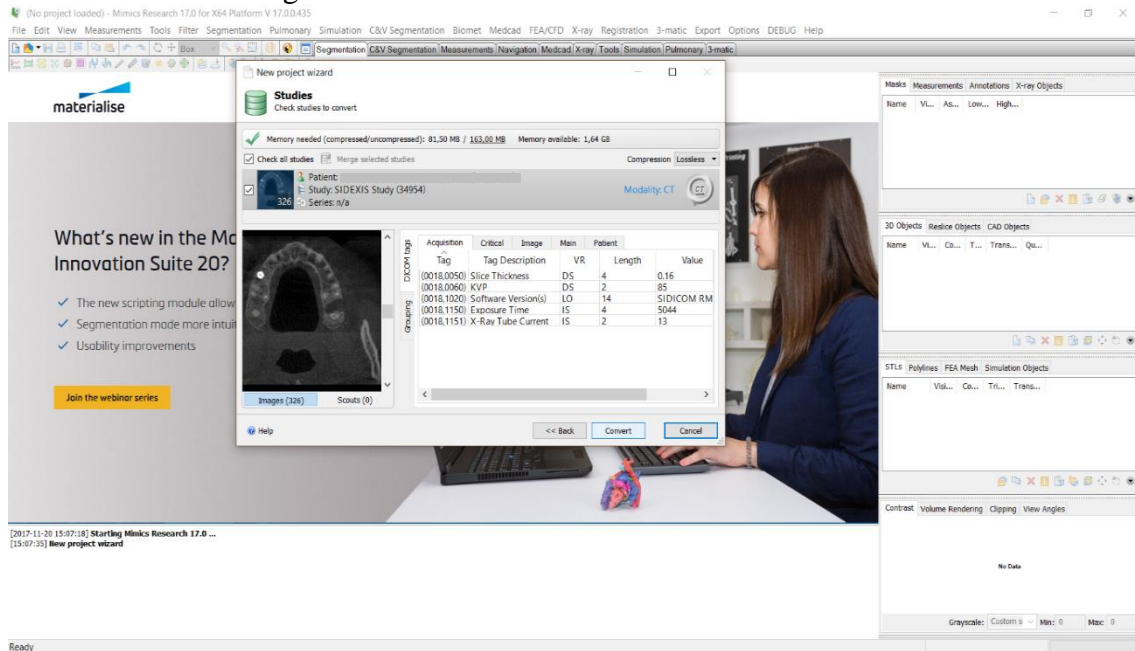 (No project loaded) - Mimics Research 17.0 for X64 Platform V 17.0.0.435
File Edit View Measurements Tools Filter Segmentation Pulmonary Simulation C&V Segmentation Biomet Medcad FEA/CFD X-ray Registration 3-matic Export Options DEBUG Help
Box Segmentation C&V Segmentation Measurements Navigation Medcad X-ray Tools Simulation Pulmonary 3-matic
materialise
What's new in the M
Innovation Suite 20?
The new scripting module allow
Segmentation made more intui
Usability improvements
Join the webinar series
New project wizard
Studies
Check studies to convert
Memory needed (compressed/uncompressed): 81,50 MB / 163,00 MB Memory available: 1,64 GB
Check all studies Merge selected studies Compression Lossless
Patient:
Study: SIDEXIS Study (34954) Modality: CT CT
326 Series: n/a
DICOM tags
Grouping
Acquisition Critical Image Main Patient
Tag Tag Description VR Length Value
(0018,0050) Slice Thickness DS 4 0.16
(0018,0060) KVP DS 2 85
(0018,1020) Software Version(s) LO 14 SIDICOM RM
(0018,1150) Exposure Time IS 4 5044
(0018,1151) X-Ray Tube Current IS 2 13
Images (326) Scouts (0)
Help << Back Convert Cancel
Masks Measurements Annotations X-ray Objects
Name Vi... As... Low... High...
3D Objects Reslice Objects CAD Objects
Name Vi... Co... T... Trans... Qu...
STLs Polylines FEA Mesh Simulation Objects
Name Visi... Co... Tri... Trans...
Contrast Volume Rendering Clipping View Angles
No Data
Grayscale: Custom s Min: 0 Max: 0
[2017-11-20 15:07:18] Starting Mimics Research 17.0 ...
[15:07:35] New project wizard
Ready